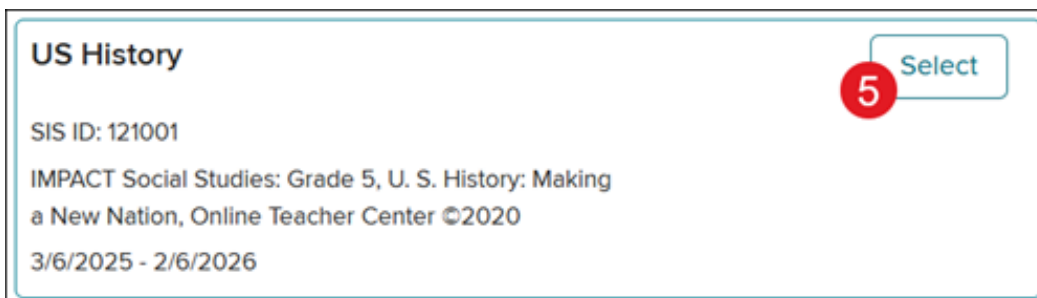 US History
Select
5
SIS ID: 121001
IMPACT Social Studies: Grade 5, U. S. History: Making
a New Nation, Online Teacher Center ©2020
3/6/2025 - 2/6/2026